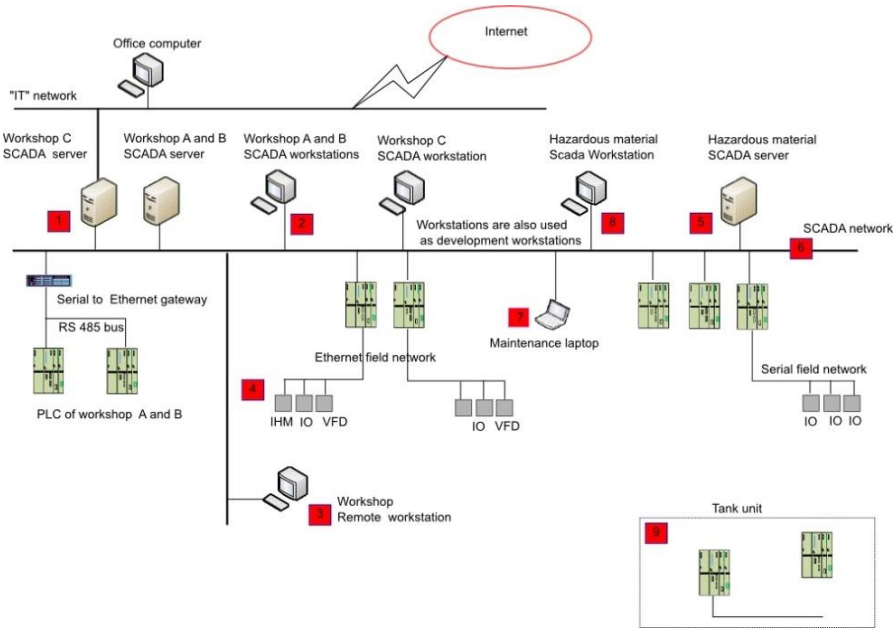 Internet
Office computer
"IT" network
Workshop C
SCADA server
Workshop A and B
SCADA server
Workshop A and B
SCADA workstations
Workshop C
SCADA workstation
Hazardous material
Scada Workstation
Hazardous material
SCADA server
1
2
8
5
Workstations are also used
as development workstations
SCADA network
6
Serial to Ethernet gateway
RS 485 bus
7
Maintenance laptop
Ethernet field network
Serial field network
4
IHM IO VFD
IO VFD
IO IO IO
PLC of workshop A and B
3
Workshop
Remote workstation
Tank unit
9